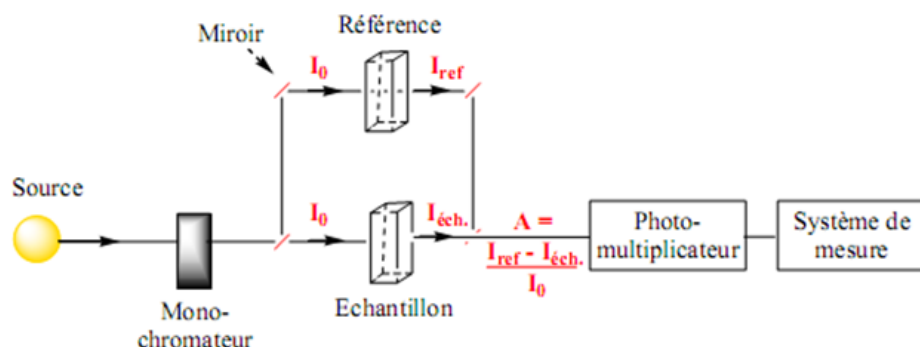 Miroir
Référence
I0
Iref
Source
I0
Iéch.
A =
Iref - Iéch.
I0
Photo-
multiplicateur
Système de
mesure
Mono-
chromateur
Echantillon